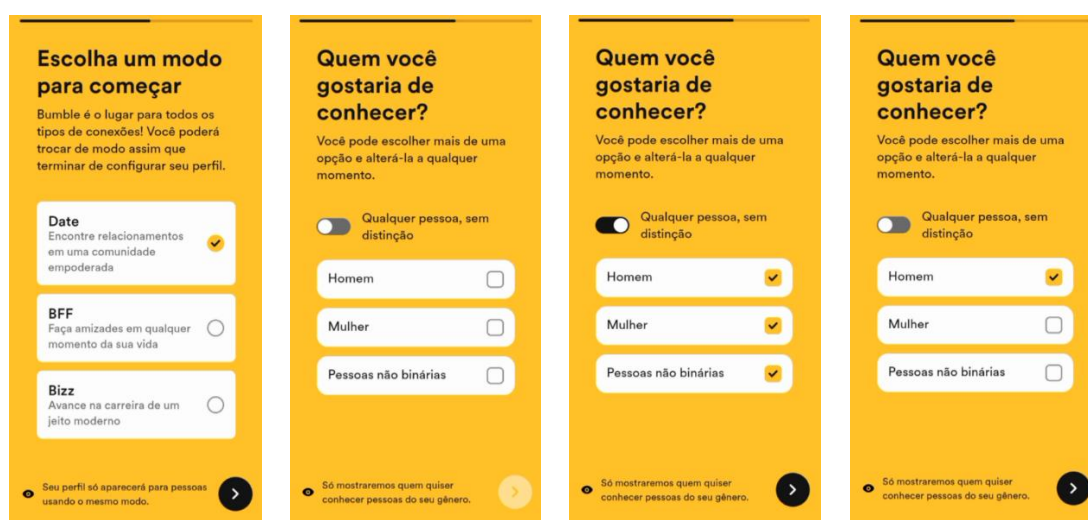 Escolha um modo
para começar
Bumble é o lugar para todos os
tipos de conexões! Você poderá
trocar de modo assim que
terminar de configurar seu perfil.
Date
Encontre relacionamentos
em uma comunidade
empoderada
BFF
Faça amizades em qualquer
momento da sua vida
Bizz
Avance na carreira de um
jeito moderno
Seu perfil só aparecerá para pessoas
usando o mesmo modo.
Quem você
gostaria de
conhecer?
Você pode escolher mais de uma
opção e alterá-la a qualquer
momento.
Qualquer pessoa, sem
distinção
Homem
Mulher
Pessoas não binárias
Só mostraremos quem quiser
conhecer pessoas do seu gênero.
Quem você
gostaria de
conhecer?
Você pode escolher mais de uma
opção e alterá-la a qualquer
momento.
Qualquer pessoa, sem
distinção
Homem
Mulher
Pessoas não binárias
Só mostraremos quem quiser
conhecer pessoas do seu gênero.
Quem você
gostaria de
conhecer?
Você pode escolher mais de uma
opção e alterá-la a qualquer
momento.
Qualquer pessoa, sem
distinção
Homem
Mulher
Pessoas não binárias
Só mostraremos quem quiser
conhecer pessoas do seu gênero.